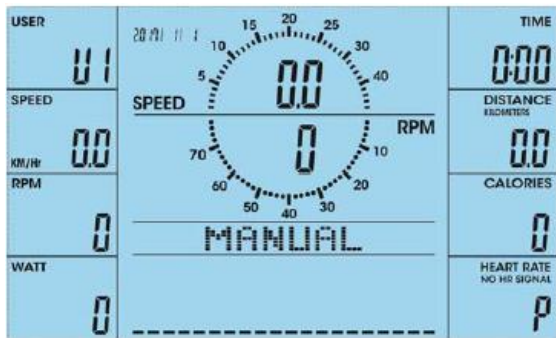 USER
U 1
SPEED
KM/Hr 0.0
RPM
0
WATT
0
5 10 15 20 25 30 40
SPEED
0.0
0
RPM
70 60 50 40 30 20 10
MANUAL
TIME
0:00
DISTANCE
KILOMETERS
0.0
CALORIES
0
HEART RATE
NO HR SIGNAL
P